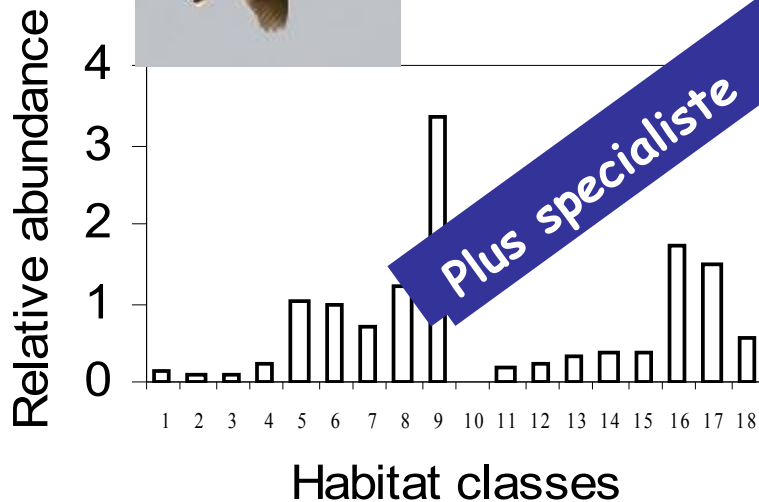 Relative abundance
4
3
2
1
0
Plus specialiste
1 2 3 4 5 6 7 8 9 10 11 12 13 14 15 16 17 18
Habitat classes